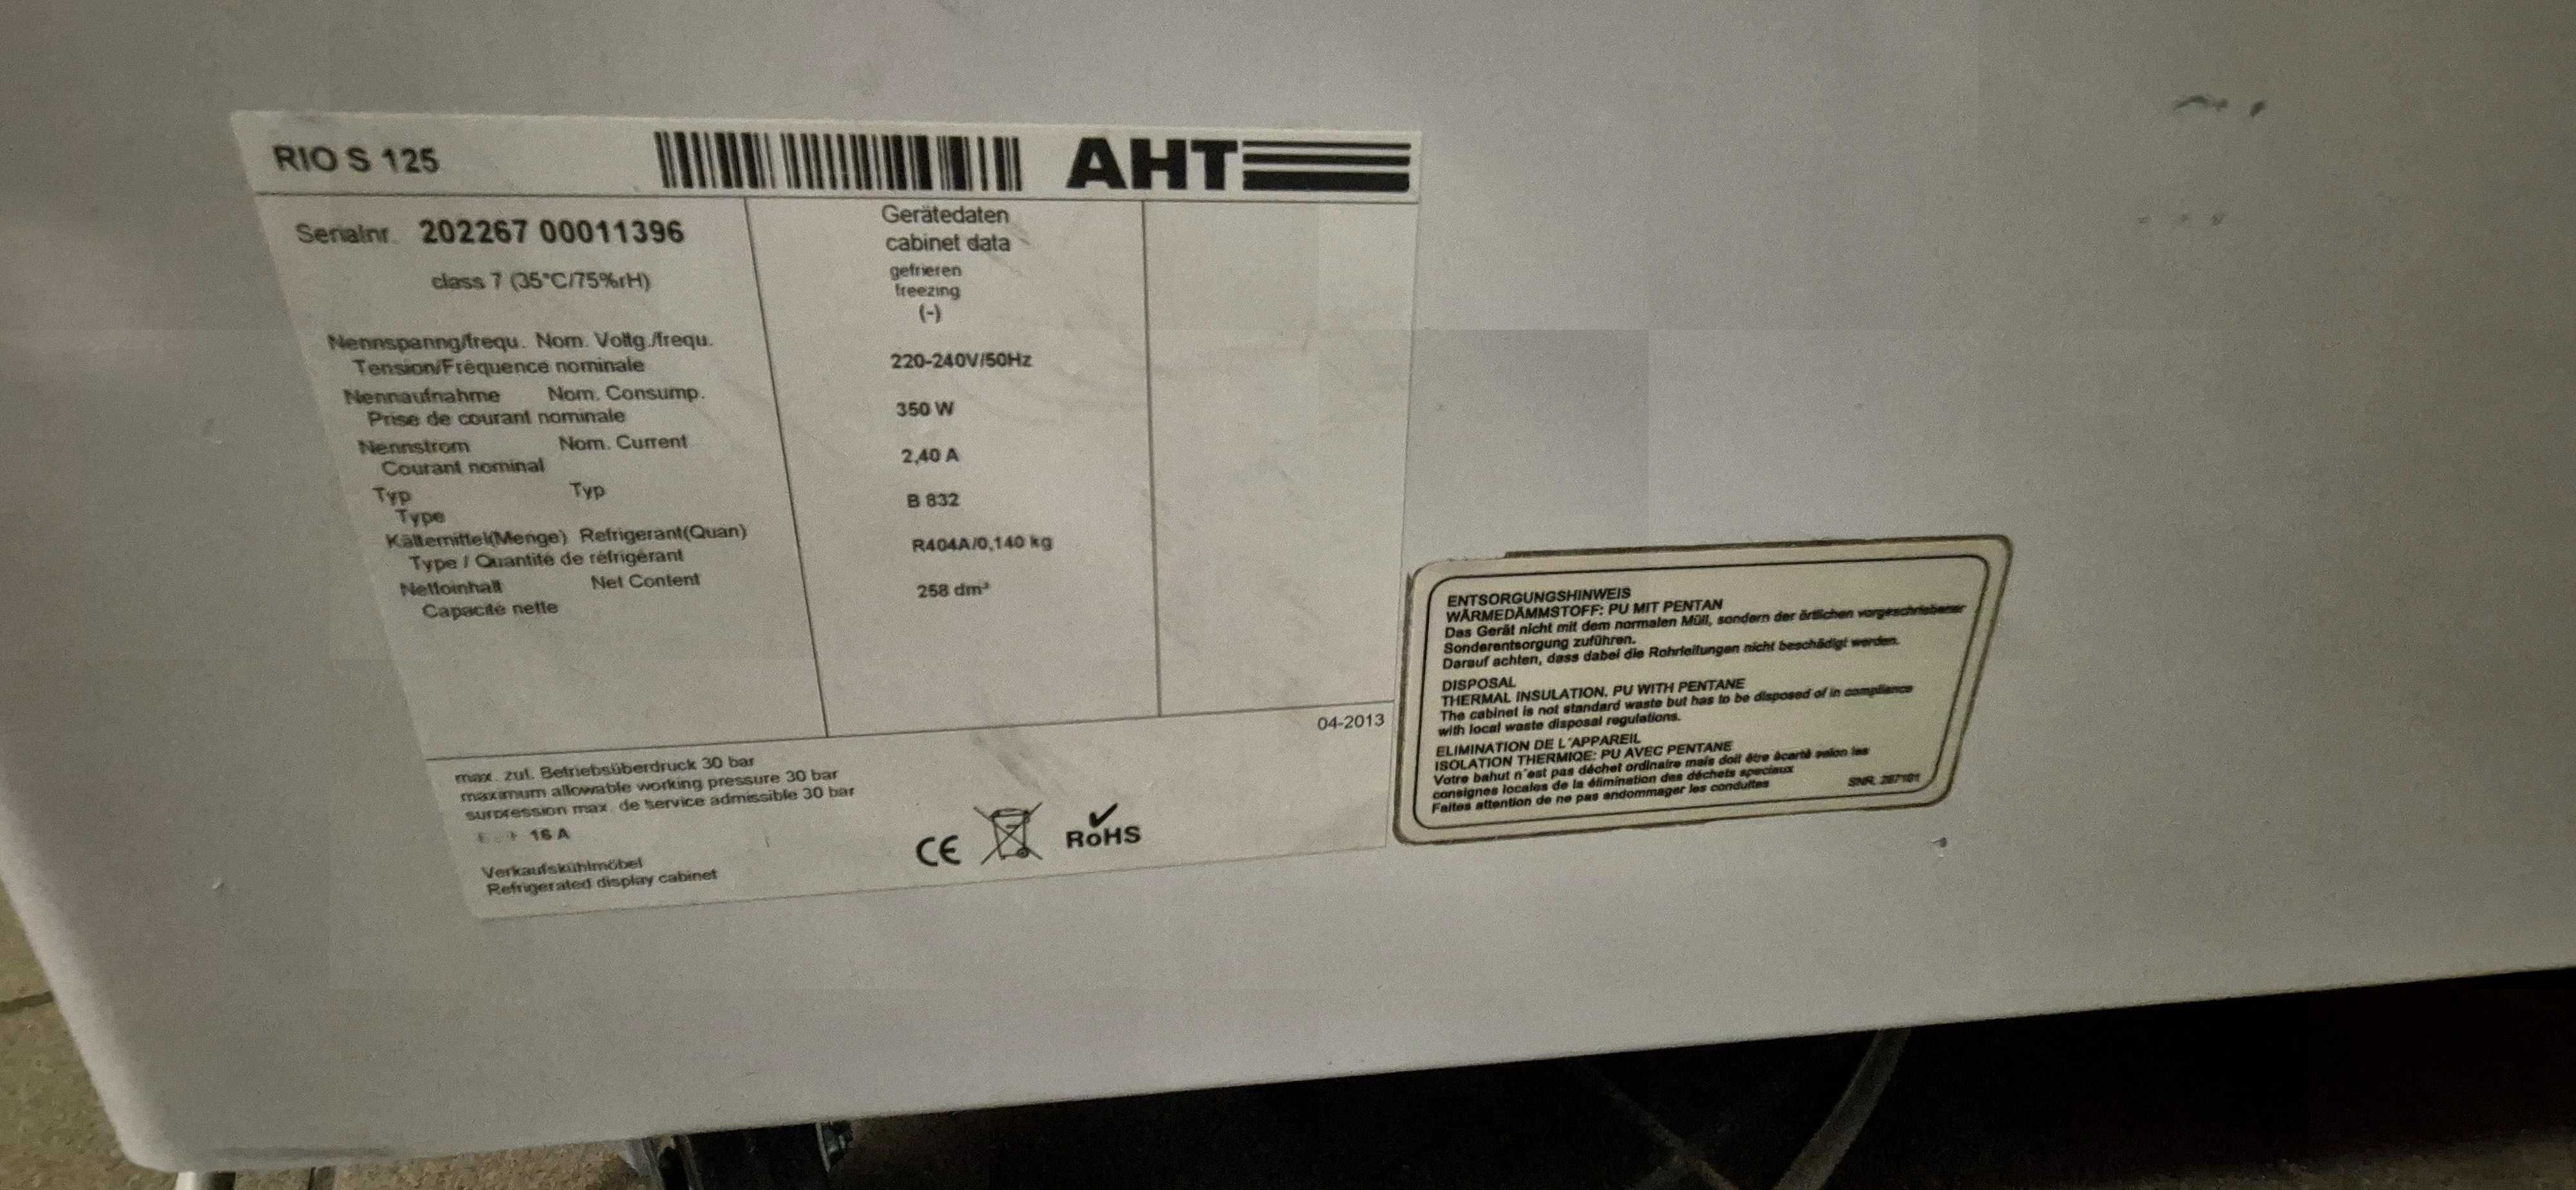 RIO S 125
AHT
Serialnr. 202267 00011396
class 7 (35°C/75%rH)
Gerätedaten
cabinet data
gefrieren
freezing
(-)
Nennspanng/frequ. Nom. Voltg./frequ.
Tension/Fréquence nominale
220-240V/50Hz
Nennaufnahme Nom. Consump.
Prise de courant nominale
350 W
Nennstrom Nom. Current
Courant nominal
2,40 A
Typ Typ
Type
B 832
Kältemittel(Menge) Refrigerant(Quan)
Type / Quantité de réfrigérant
R404A/0,140 kg
Nettoinhalt Net Content
Capacité nette
258 dm³
04-2013
max. zul. Betriebsüberdruck 30 bar
maximum allowable working pressure 30 bar
surpression max. de service admissible 30 bar
16 A
Verkaufskühlmöbel
Refrigerated display cabinet
CE
RoHS
ENTSORGUNGSHINWEIS
WÄRMEDÄMMSTOFF: PU MIT PENTAN
Das Gerät nicht mit dem normalen Müll, sondern der örtlichen vorgeschriebener
Sonderentsorgung zuführen.
Darauf achten, dass dabei die Rohrleitungen nicht beschädigt werden.
DISPOSAL
THERMAL INSULATION. PU WITH PENTANE
The cabinet is not standard waste but has to be disposed of in compliance
with local waste disposal regulations.
ELIMINATION DE L'APPAREIL
ISOLATION THERMIQE: PU AVEC PENTANE
Votre bahut n'est pas déchet ordinaire mais doit être écarté selon les
consignes locales de la élimination des déchets speciaux
Faites attention de ne pas andommager les conduites
SNR. 287101